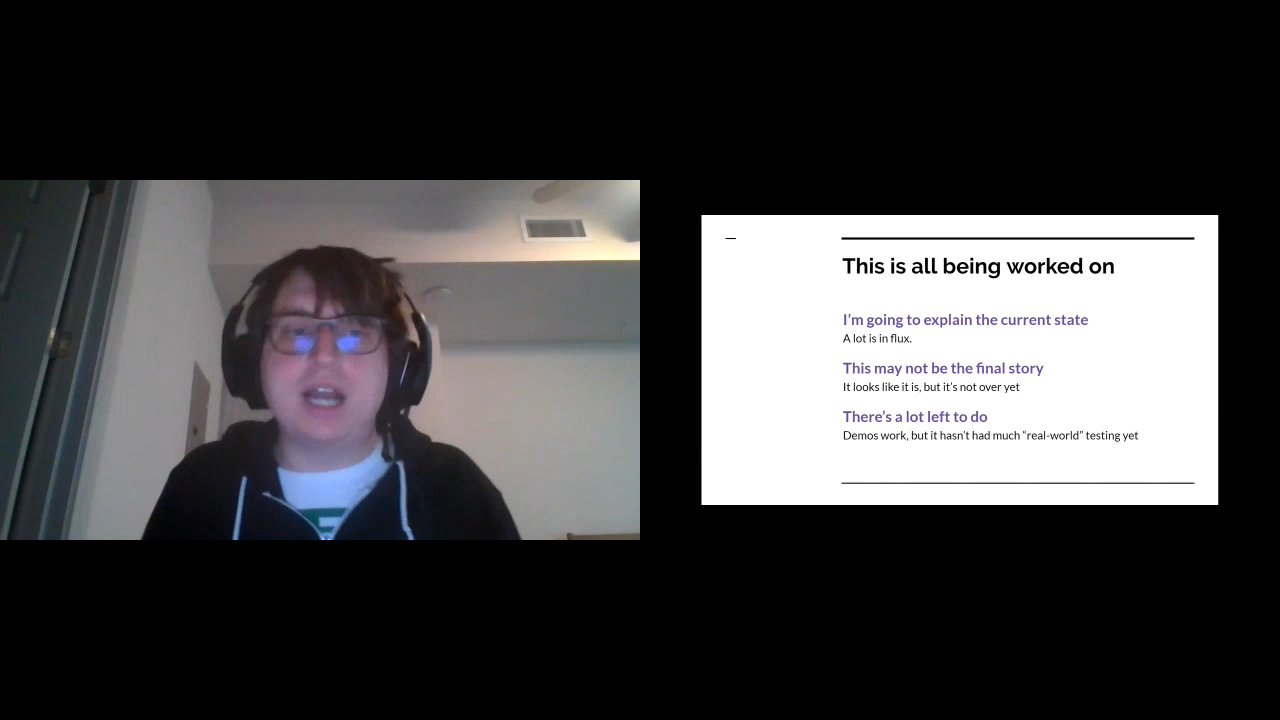 This is all being worked on
I’m going to explain the current state
A lot is in flux.
This may not be the final story
It looks like it is, but it’s not over yet
There’s a lot left to do
Demos work, but it hasn’t had much “real-world” testing yet